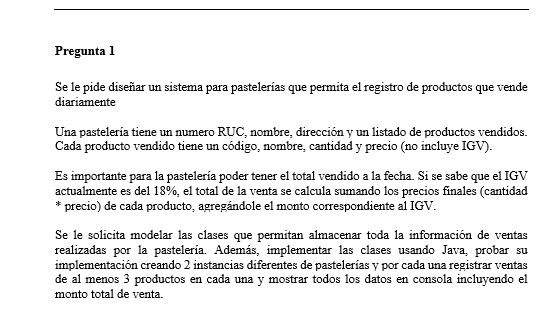 Pregunta 1
Se le pide diseñar un sistema para pastelerías que permita el registro de productos que vende
diariamente
Una pastelería tiene un numero RUC, nombre, dirección y un listado de productos vendidos.
Cada producto vendido tiene un código, nombre, cantidad y precio (no incluye IGV).
Es importante para la pastelería poder tener el total vendido a la fecha. Si se sabe que el IGV
actualmente es del 18%, el total de la venta se calcula sumando los precios finales (cantidad
* precio) de cada producto, agregándole el monto correspondiente al IGV.
Se le solicita modelar las clases que permitan almacenar toda la información de ventas
realizadas por la pastelería. Además, implementar las clases usando Java, probar su
implementación creando 2 instancias diferentes de pastelerías y por cada una registrar ventas
de al menos 3 productos en cada una y mostrar todos los datos en consola incluyendo el
monto total de venta.